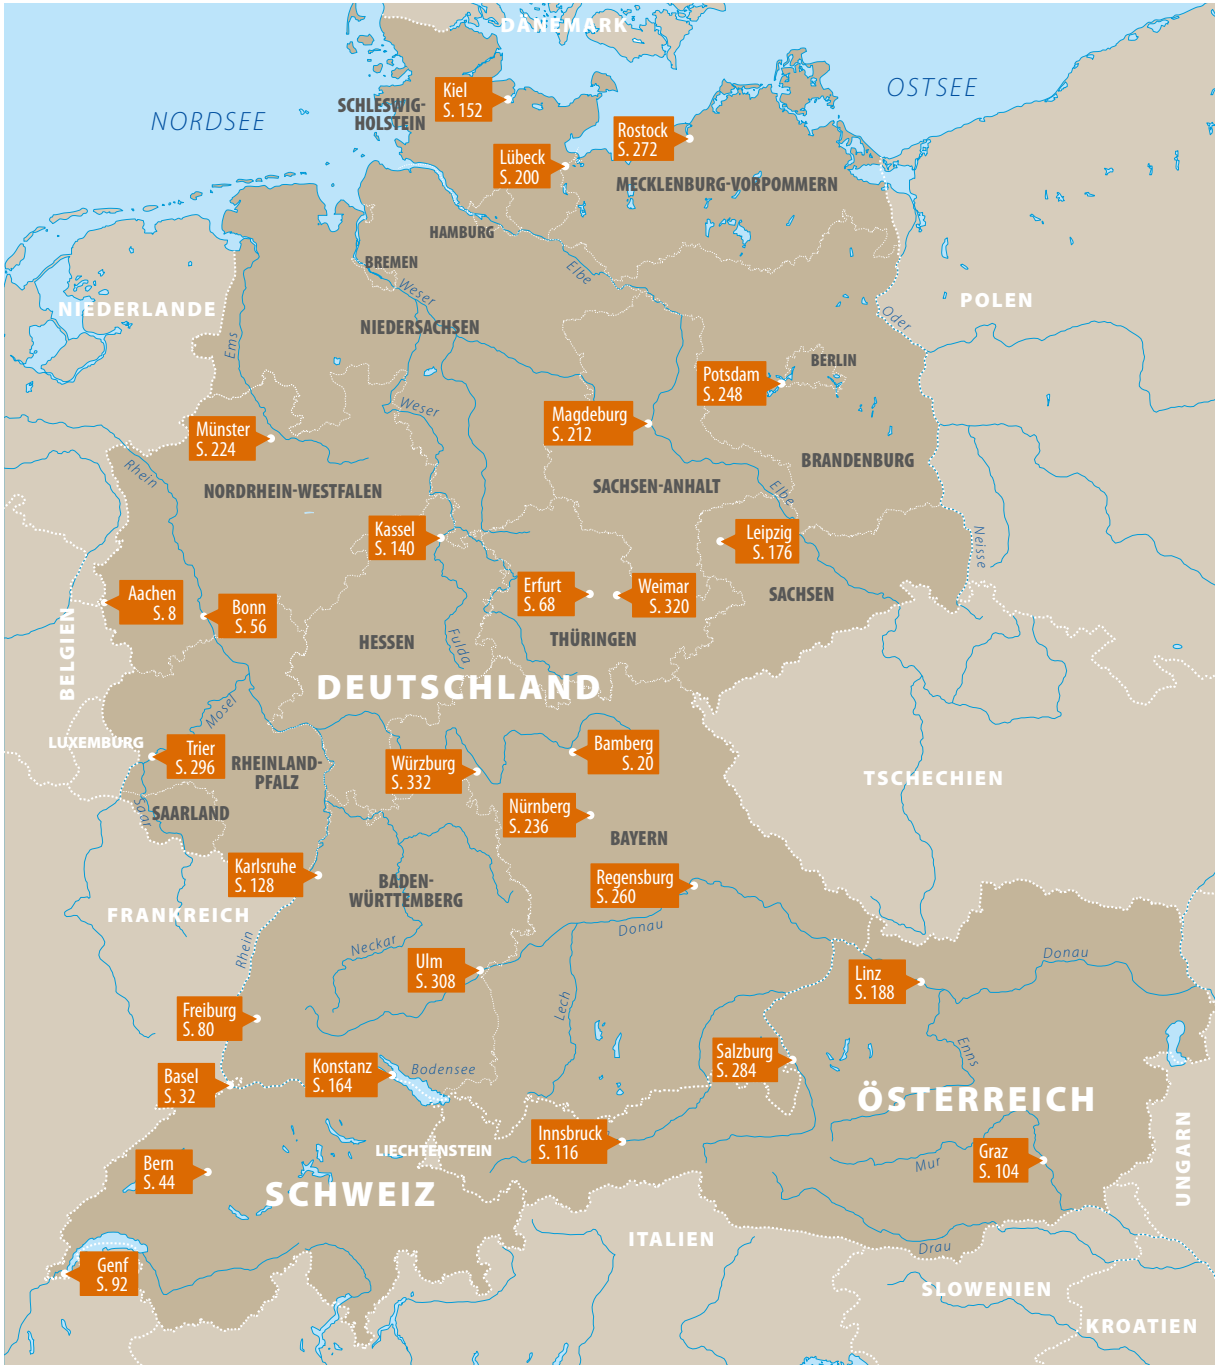 DÄNEMARK
OSTSEE
NORDSEE
Kiel
S. 152
SCHLESWIG-
HOLSTEIN
Rostock
S. 272
Lübeck
S. 200
MECKLENBURG-VORPOMMERN
HAMBURG
BREMEN
Elbe
Weser
NIEDERLANDE
POLEN
Oder
NIEDERSACHSEN
Ems
BERLIN
Potsdam
S. 248
Weser
Magdeburg
S. 212
Münster
S. 224
BRANDENBURG
Rhein
NORDRHEIN-WESTFALEN
SACHSEN-ANHALT
Elbe
Kassel
S. 140
Leipzig
S. 176
Neisse
Aachen
S. 8
Bonn
S. 56
Erfurt
S. 68
Weimar
S. 320
SACHSEN
BELGIEN
HESSEN
Fulda
THÜRINGEN
DEUTSCHLAND
Mosel
LUXEMBURG
Trier
S. 296
RHEINLAND-
PFALZ
Würzburg
S. 332
Bamberg
S. 20
TSCHECHIEN
Saar
SAARLAND
Nürnberg
S. 236
BAYERN
Karlsruhe
S. 128
BADEN-
WÜRTTEMBERG
Regensburg
S. 260
FRANKREICH
Rhein
Neckar
Donau
Donau
Ulm
S. 308
Linz
S. 188
Lech
Freiburg
S. 80
Enns
Basel
S. 32
Konstanz
S. 164
Bodensee
Salzburg
S. 284
ÖSTERREICH
Innsbruck
S. 116
LIECHTENSTEIN
Bern
S. 44
Mur
Graz
S. 104
UNGARN
SCHWEIZ
ITALIEN
Drau
Genf
S. 92
SLOWENIEN
KROATIEN